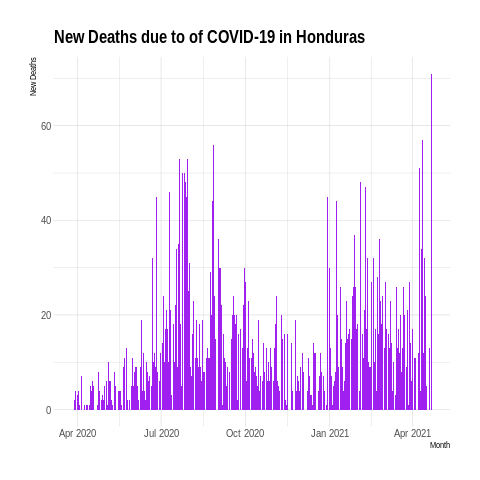 New Deaths due to of COVID-19 in Honduras
New Deaths
60
40
20
0
Apr 2020 Jul 2020 Oct 2020 Jan 2021 Apr 2021
Month